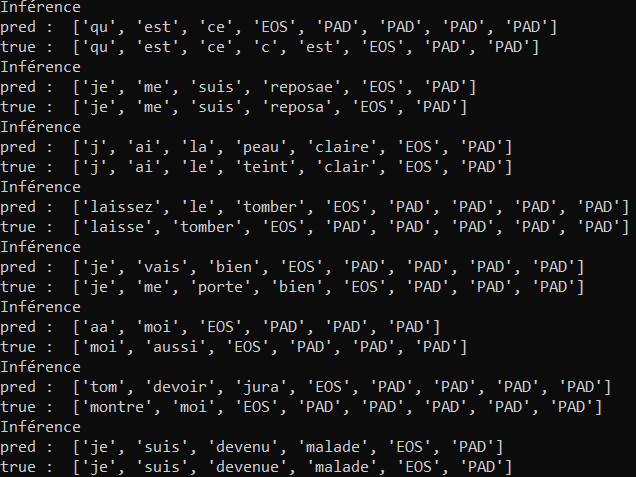 Inférence
pred :  ['qu', 'est', 'ce', 'EOS', 'PAD', 'PAD', 'PAD', 'PAD']
true :  ['qu', 'est', 'ce', 'c', 'est', 'EOS', 'PAD', 'PAD']
Inférence
pred :  ['je', 'me', 'suis', 'reposae', 'EOS', 'PAD']
true :  ['je', 'me', 'suis', 'reposa', 'EOS', 'PAD']
Inférence
pred :  ['j', 'ai', 'la', 'peau', 'claire', 'EOS', 'PAD']
true :  ['j', 'ai', 'le', 'teint', 'clair', 'EOS', 'PAD']
Inférence
pred :  ['laissez', 'le', 'tomber', 'EOS', 'PAD', 'PAD', 'PAD', 'PAD']
true :  ['laisse', 'tomber', 'EOS', 'PAD', 'PAD', 'PAD', 'PAD', 'PAD']
Inférence
pred :  ['je', 'vais', 'bien', 'EOS', 'PAD', 'PAD', 'PAD', 'PAD']
true :  ['je', 'me', 'porte', 'bien', 'EOS', 'PAD', 'PAD', 'PAD']
Inférence
pred :  ['aa', 'moi', 'EOS', 'PAD', 'PAD', 'PAD']
true :  ['moi', 'aussi', 'EOS', 'PAD', 'PAD', 'PAD']
Inférence
pred :  ['tom', 'devoir', 'jura', 'EOS', 'PAD', 'PAD', 'PAD', 'PAD']
true :  ['montre', 'moi', 'EOS', 'PAD', 'PAD', 'PAD', 'PAD', 'PAD']
Inférence
pred :  ['je', 'suis', 'devenu', 'malade', 'EOS', 'PAD']
true :  ['je', 'suis', 'devenue', 'malade', 'EOS', 'PAD']